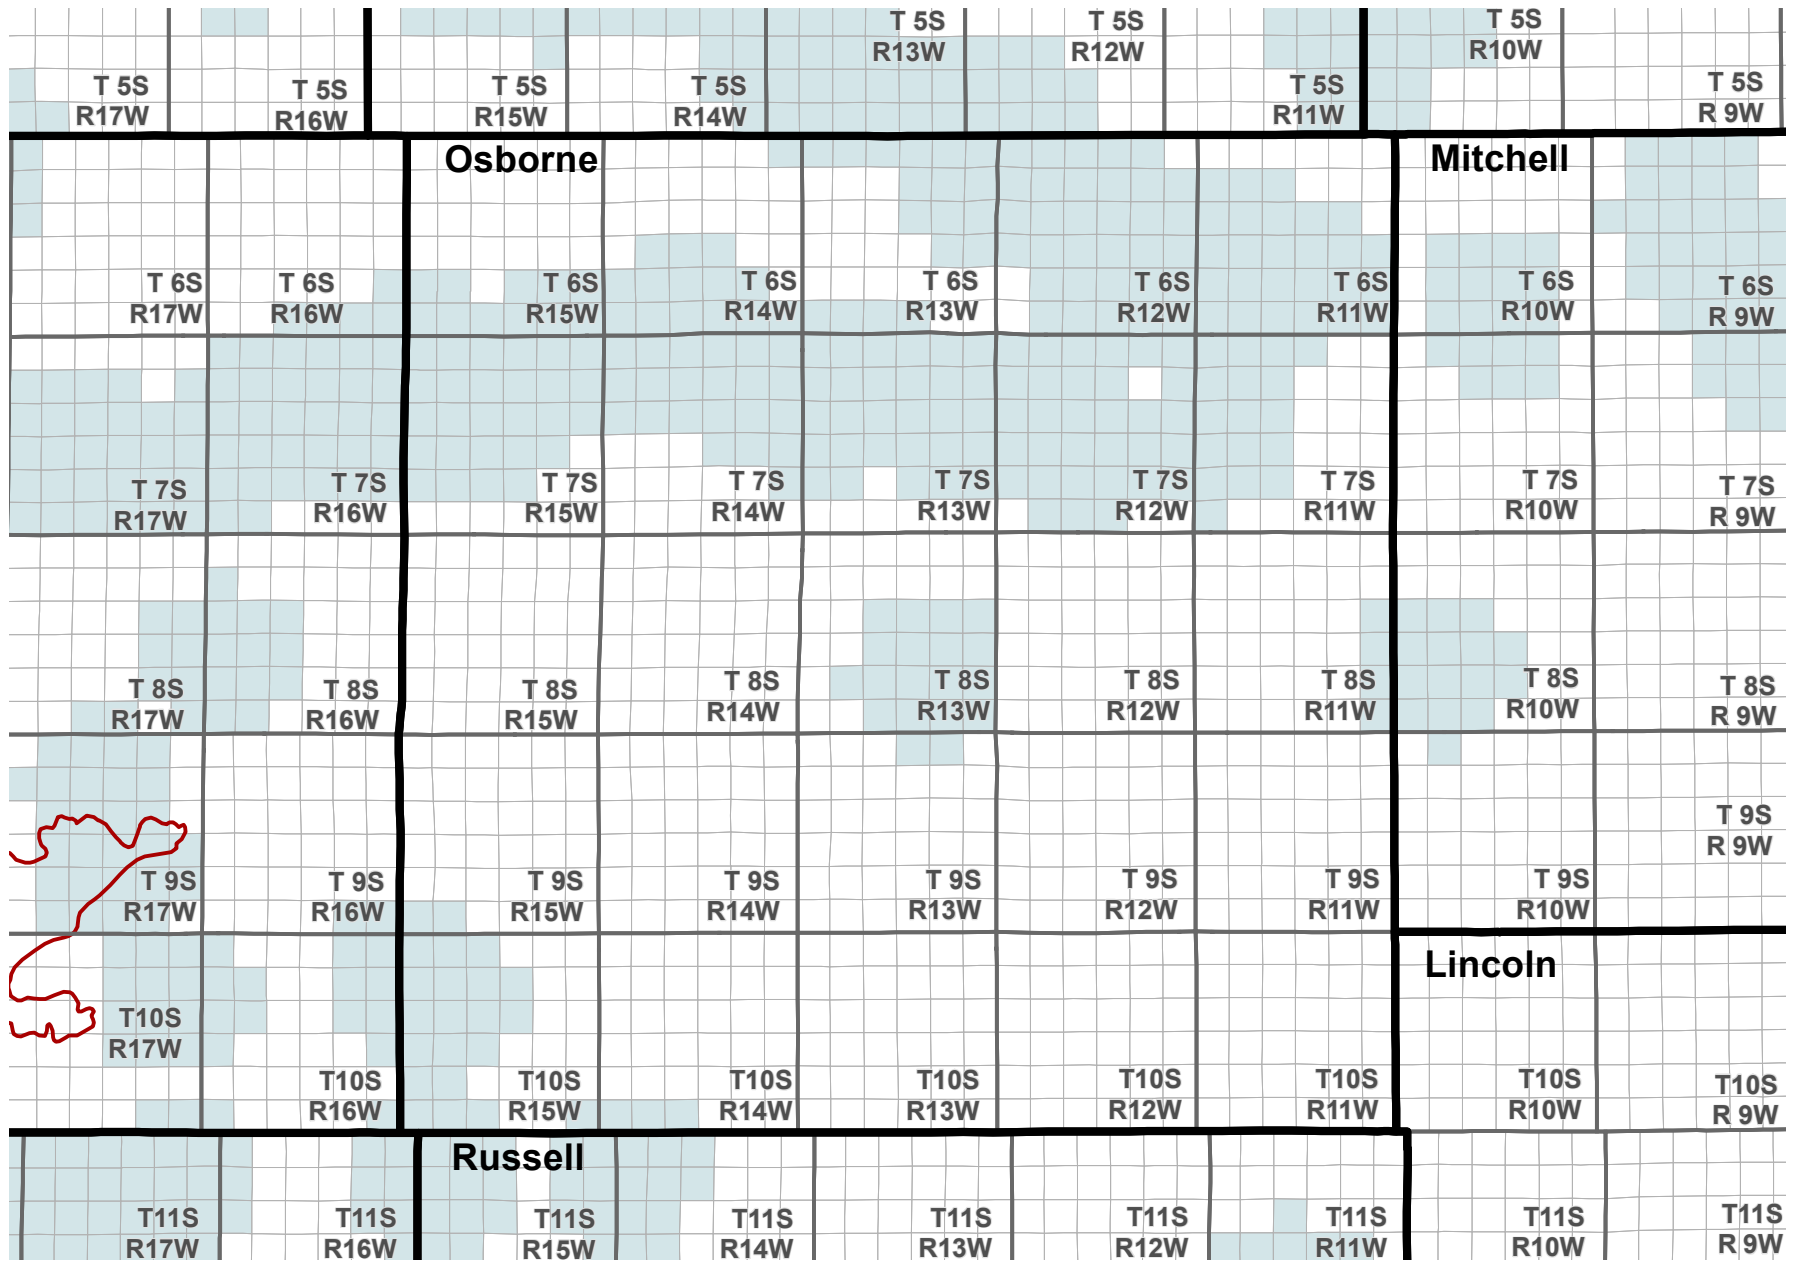 T 5S
R13W
T 5S
R12W
T 5S
R10W
T 5S
R17W
T 5S
R16W
T 5S
R15W
T 5S
R14W
T 5S
R11W
T 5S
R 9W
Osborne
Mitchell
T 6S
R17W
T 6S
R16W
T 6S
R15W
T 6S
R14W
T 6S
R13W
T 6S
R12W
T 6S
R11W
T 6S
R10W
T 6S
R 9W
T 7S
R17W
T 7S
R16W
T 7S
R15W
T 7S
R14W
T 7S
R13W
T 7S
R12W
T 7S
R11W
T 7S
R10W
T 7S
R 9W
T 8S
R17W
T 8S
R16W
T 8S
R15W
T 8S
R14W
T 8S
R13W
T 8S
R12W
T 8S
R11W
T 8S
R10W
T 8S
R 9W
T 9S
R17W
T 9S
R16W
T 9S
R15W
T 9S
R14W
T 9S
R13W
T 9S
R12W
T 9S
R11W
T 9S
R10W
T 9S
R 9W
Lincoln
T10S
R17W
T10S
R16W
T10S
R15W
T10S
R14W
T10S
R13W
T10S
R12W
T10S
R11W
T10S
R10W
T10S
R 9W
Russell
T11S
R17W
T11S
R16W
T11S
R15W
T11S
R14W
T11S
R13W
T11S
R12W
T11S
R11W
T11S
R10W
T11S
R 9W